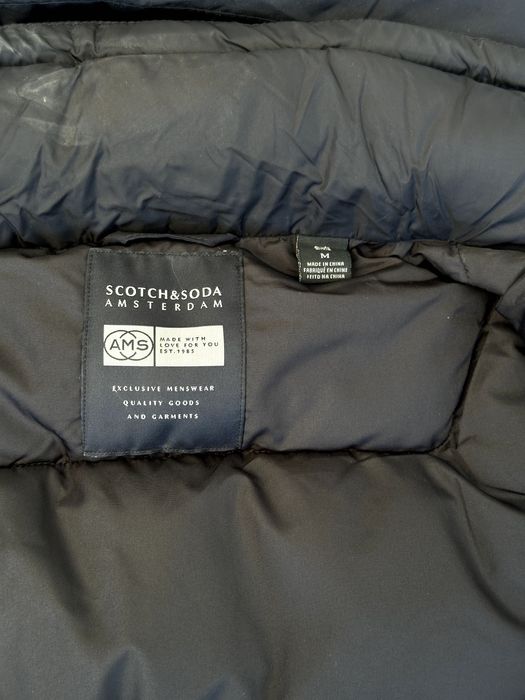 SCOTCH&SODA
AMSTERDAM
AMS
MADE WITH
LOVE FOR YOU
EST.1985
EXCLUSIVE MENSWEAR
QUALITY GOODS
AND GARMENTS
M
MADE IN CHINA
FABRIQUÉ EN CHINE
FEITO NA CHINA